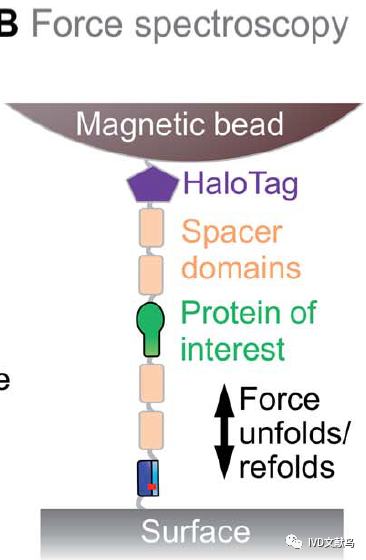 B Force spectroscopy
Magnetic bead
HaloTag
Spacer
domains
Protein of
interest
e
Force
unfolds/
refolds
Surface
IVD文献鸟